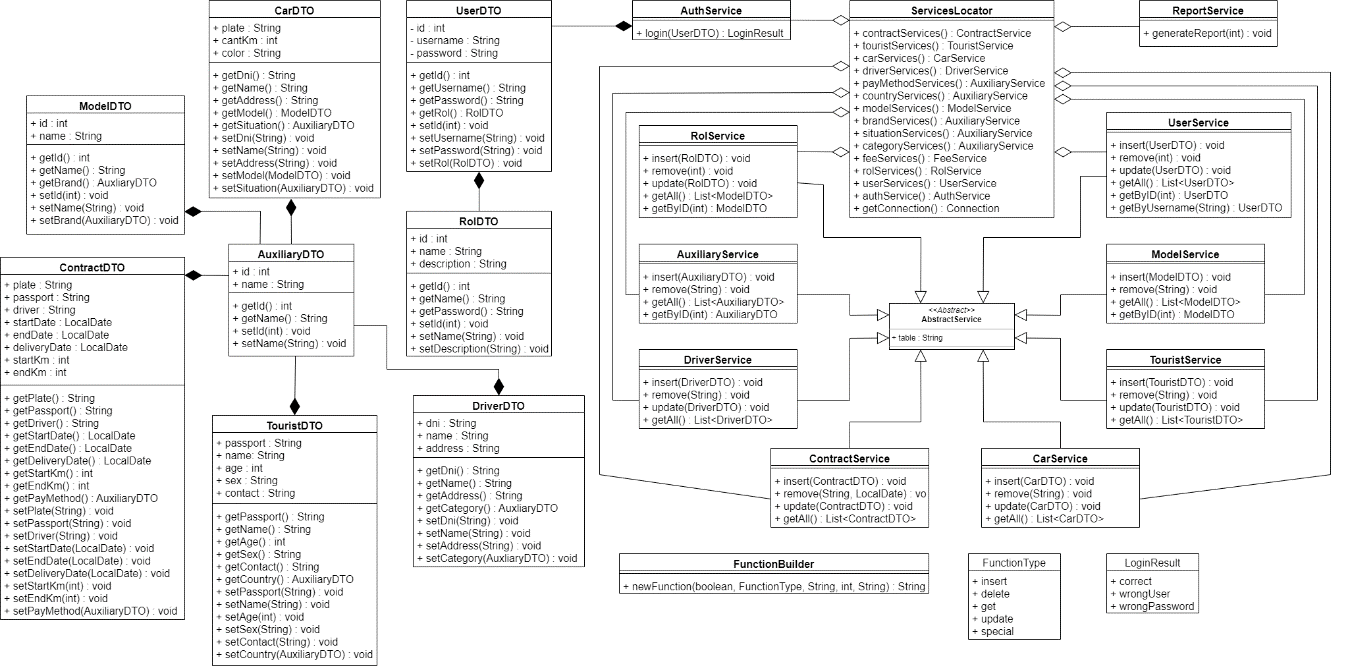 CarDTO
+ plate : String
+ cantKm : int
+ color : String
+ getDni() : String
+ getName() : String
+ getAddress() : String
+ getModel() : ModelDTO
+ getSituation() : AuxiliaryDTO
+ setDni(String) : void
+ setName(String) : void
+ setAddress(String) : void
+ setModel(ModelDTO) : void
+ setSituation(AuxiliaryDTO) : void
UserDTO
- id : int
- username : String
- password : String
+ getId() : int
+ getUsername() : String
+ getPassword() : String
+ getRol() : RolDTO
+ setId(int) : void
+ setUsername(String) : void
+ setPassword(String) : void
+ setRol(RolDTO) : void
AuthService
+ login(UserDTO) : LoginResult
ServicesLocator
+ contractServices() : ContractService
+ touristServices() : TouristService
+ carServices() : CarService
+ driverServices() : DriverService
+ payMethodServices() : AuxiliaryService
+ countryServices() : AuxiliaryService
+ modelServices() : ModelService
+ brandServices() : AuxiliaryService
+ situationServices() : AuxiliaryService
+ categoryServices() : AuxiliaryService
+ feeServices() : FeeService
+ rolServices() : RolService
+ userServices() : UserService
+ authService() : AuthService
+ getConnection() : Connection
ReportService
+ generateReport(int) : void
ModelDTO
+ id : int
+ name : String
+ getId() : int
+ getName() : String
+ getBrand() : AuxliaryDTO
+ setId(int) : void
+ setName(String) : void
+ setBrand(AuxiliaryDTO) : void
RolService
+ insert(RolDTO) : void
+ remove(int) : void
+ update(RolDTO) : void
+ getAll() : List<ModelDTO>
+ getByID(int) : ModelDTO
UserService
+ insert(UserDTO) : void
+ remove(int) : void
+ update(UserDTO) : void
+ getAll() : List<UserDTO>
+ getByID(int) : UserDTO
+ getByUsername(String) : UserDTO
RolDTO
+ id : int
+ name : String
+ description : String
+ getId() : int
+ getName() : String
+ getPassword() : String
+ setId(int) : void
+ setName(String) : void
+ setDescription(String) : void
AuxiliaryDTO
+ id : int
+ name : String
+ getId() : int
+ getName() : String
+ setId(int) : void
+ setName(String) : void
AuxiliaryService
+ insert(AuxiliaryDTO) : void
+ remove(String) : void
+ getAll() : List<AuxiliaryDTO>
+ getByID(int) : AuxiliaryDTO
ModelService
+ insert(ModelDTO) : void
+ remove(String) : void
+ getAll() : List<ModelDTO>
+ getByID(int) : ModelDTO
ContractDTO
+ plate : String
+ passport : String
+ driver : String
+ startDate : LocalDate
+ endDate : LocalDate
+ deliveryDate : LocalDate
+ startKm : int
+ endKm : int
+ getPlate() : String
+ getPassport() : String
+ getDriver() : String
+ getStartDate() : LocalDate
+ getEndDate() : LocalDate
+ getDeliveryDate() : LocalDate
+ getStartKm() : int
+ getEndKm() : int
+ getPayMethod() : AuxiliaryDTO
+ setPlate(String) : void
+ setPassport(String) : void
+ setDriver(String) : void
+ setStartDate(LocalDate) : void
+ setEndDate(LocalDate) : void
+ setDeliveryDate(LocalDate) : void
+ setStartKm(int) : void
+ setEndKm(int) : void
+ setPayMethod(AuxiliaryDTO) : void
<<Abstract>>
AbstractService
+ table : String
DriverService
+ insert(DriverDTO) : void
+ remove(String) : void
+ update(DriverDTO) : void
+ getAll() : List<DriverDTO>
TouristService
+ insert(TouristDTO) : void
+ remove(String) : void
+ update(TouristDTO) : void
+ getAll() : List<TouristDTO>
DriverDTO
+ dni : String
+ name : String
+ address : String
+ getDni() : String
+ getName() : String
+ getAddress() : String
+ getCategory() : AuxliaryDTO
+ setDni(String) : void
+ setName(String) : void
+ setAddress(String) : void
+ setCategory(AuxliaryDTO) : void
TouristDTO
+ passport : String
+ name: String
+ age : int
+ sex : String
+ contact : String
+ getPassport() : String
+ getName() : String
+ getAge() : int
+ getSex() : String
+ getContact() : String
+ getCountry() : AuxiliaryDTO
+ setPassport(String) : void
+ setName(String) : void
+ setAge(int) : void
+ setSex(String) : void
+ setContact(String) : void
+ setCountry(AuxiliaryDTO) : void
ContractService
+ insert(ContractDTO) : void
+ remove(String, LocalDate) : vo
+ update(ContractDTO) : void
+ getAll() : List<ContractDTO>
CarService
+ insert(CarDTO) : void
+ remove(String) : void
+ update(CarDTO) : void
+ getAll() : List<CarDTO>
FunctionBuilder
+ newFunction(boolean, FunctionType, String, int, String) : String
FunctionType
+ insert
+ delete
+ get
+ update
+ special
LoginResult
+ correct
+ wrongUser
+ wrongPassword